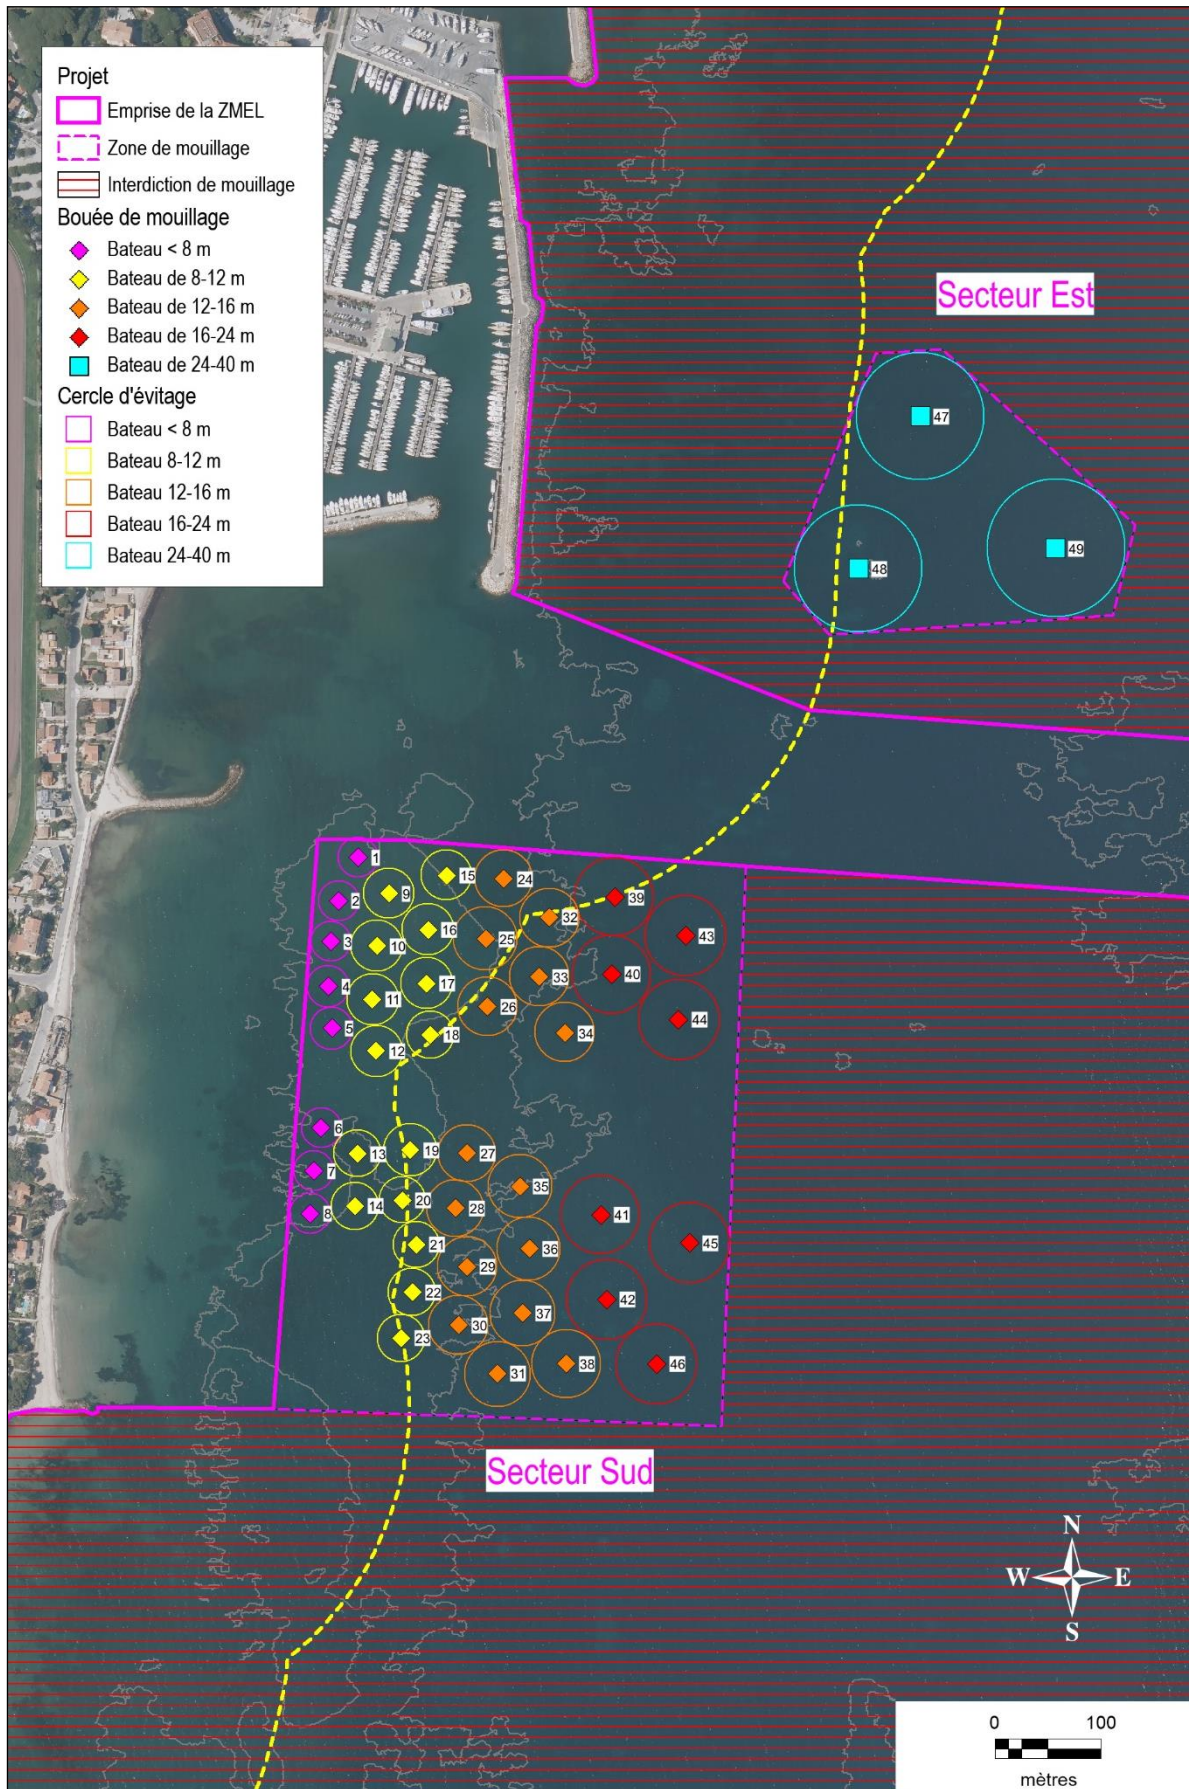 Projet
Emprise de la ZMEL
Zone de mouillage
Interdiction de mouillage
Bouée de mouillage
Bateau < 8 m
Bateau de 8-12 m
Bateau de 12-16 m
Bateau de 16-24 m
Bateau de 24-40 m
Cercle d'évitage
Bateau < 8 m
Bateau 8-12 m
Bateau 12-16 m
Bateau 16-24 m
Bateau 24-40 m
Secteur Est
47
49
48
1
15
24
9
39
2
32
16
43
25
3
10
40
33
4
17
11
26
44
5
34
18
12
6
19
13
27
7
35
20
14
28
8
41
45
21
36
29
22
42
37
30
23
38
46
31
Secteur Sud
N
W E
S
0 100
mètres